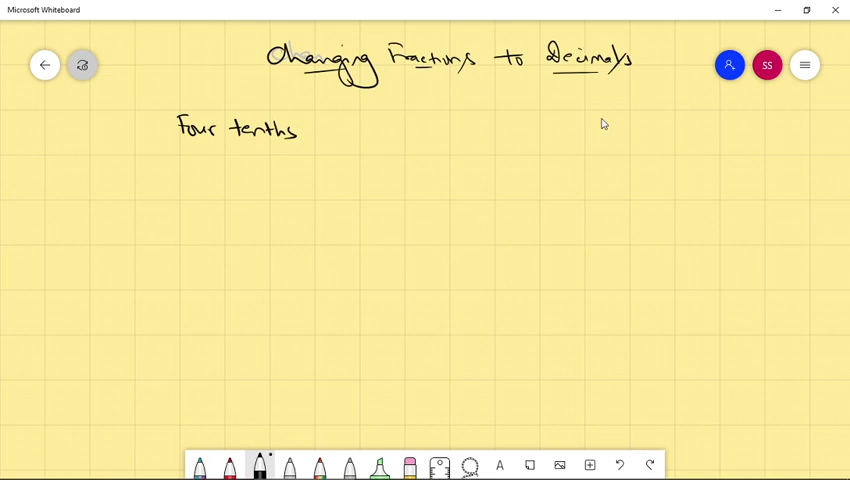 Microsoft Whiteboard
Changing Fractions to Decimals
SS
Four tenths
A